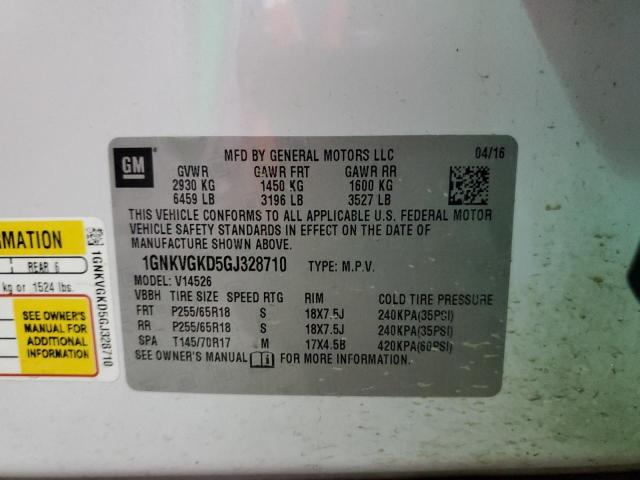 GM
MFD BY GENERAL MOTORS LLC 04/16
GVWR GAWR FRT GAWR RR
2930 KG 1450 KG 1600 KG
6459 LB 3196 LB 3527 LB
THIS VEHICLE CONFORMS TO ALL APPLICABLE U.S. FEDERAL MOTOR
VEHICLE SAFETY STANDARDS IN EFFECT ON THE DATE OF
MANUFACTURE SHOWN ABOVE.
1GNKVGKD5GJ328710 TYPE: M.P.V.
MODEL: V14526
VBBH TIRE SIZE SPEED RTG RIM COLD TIRE PRESSURE
FRT P255/65R18 S 18X7.5J 240KPA(35PSI)
RR P255/65R18 S 18X7.5J 240KPA(35PSI)
SPA T145/70R17 M 17X4.5B 420KPA(60PSI)
SEE OWNER'S MANUAL FOR MORE INFORMATION.
REAR 6
kg or 1524 lbs.
SEE OWNER'S
MANUAL FOR
ADDITIONAL
INFORMATION
1GNKVGKD5GJ328710